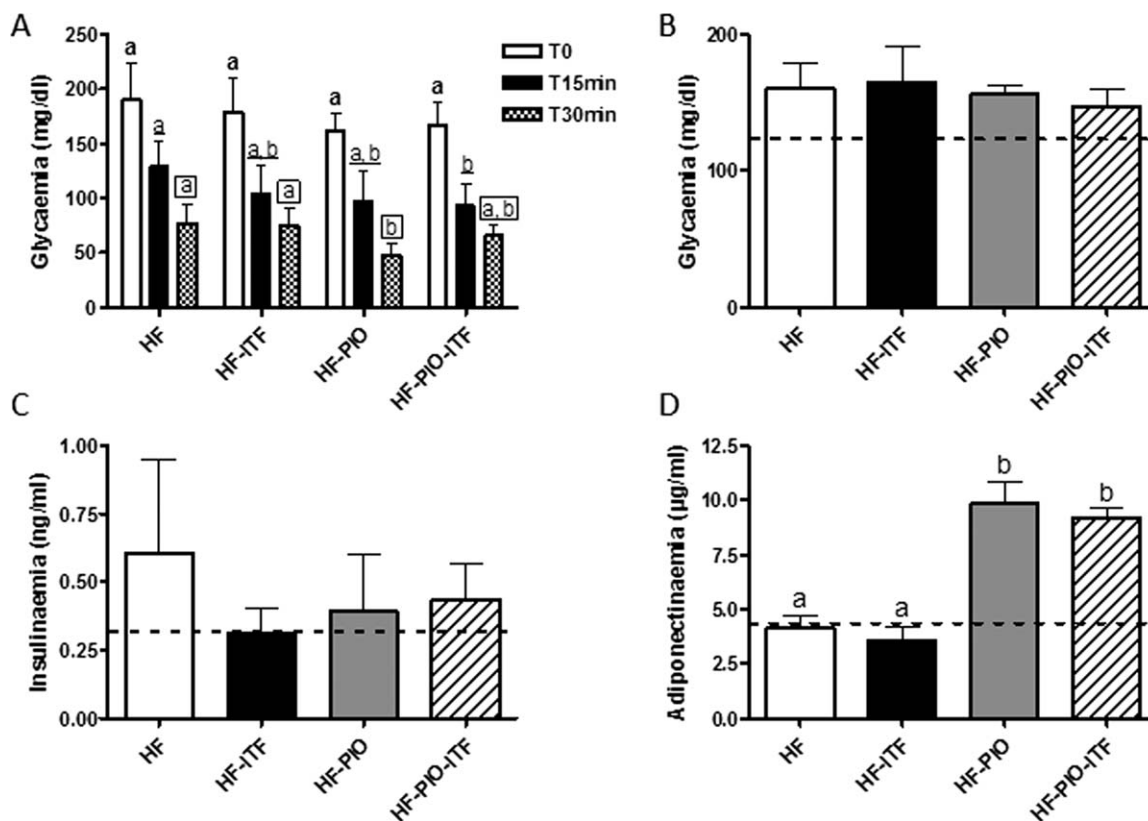 A
Glycaemia (mg/dl)
250
200
150
100
50
0
T0
T15min
T30min
a
a
a
a
a
a,b
a,b
b
a
a
b
a,b
HF
HF-ITF
HF-PIO
HF-PIO-ITF
B
Glycaemia (mg/dl)
200
100
0
HF
HF-ITF
HF-PIO
HF-PIO-ITF
C
Insulinaemia (ng/ml)
1.00
0.75
0.50
0.25
0.00
HF
HF-ITF
HF-PIO
HF-PIO-ITF
D
Adiponectinaemia (µg/ml)
12.5
10.0
7.5
5.0
2.5
0.0
a
a
b
b
HF
HF-ITF
HF-PIO
HF-PIO-ITF